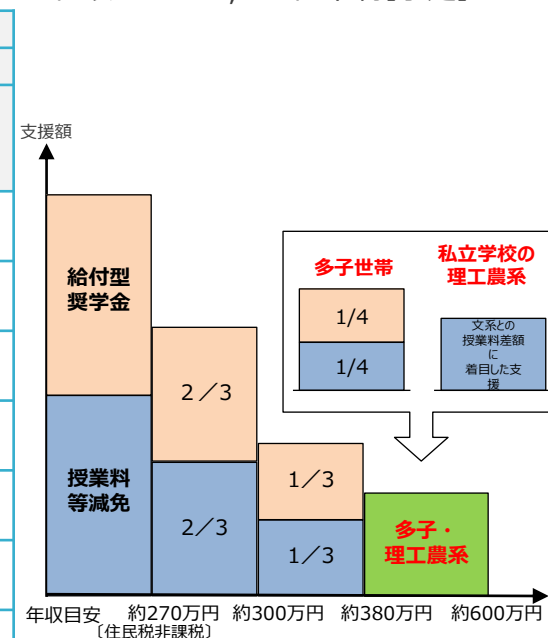 支援額
給付型
奨学金
授業料
等減免
2/3
2/3
1/3
1/3
多子世帯
1/4
1/4
私立学校の
理工農系
文系との
授業料差額
に
着目した支
援
多子・
理工農系
年収目安
約270万円
約300万円
約380万円
約600万円
〔住民税非課税〕